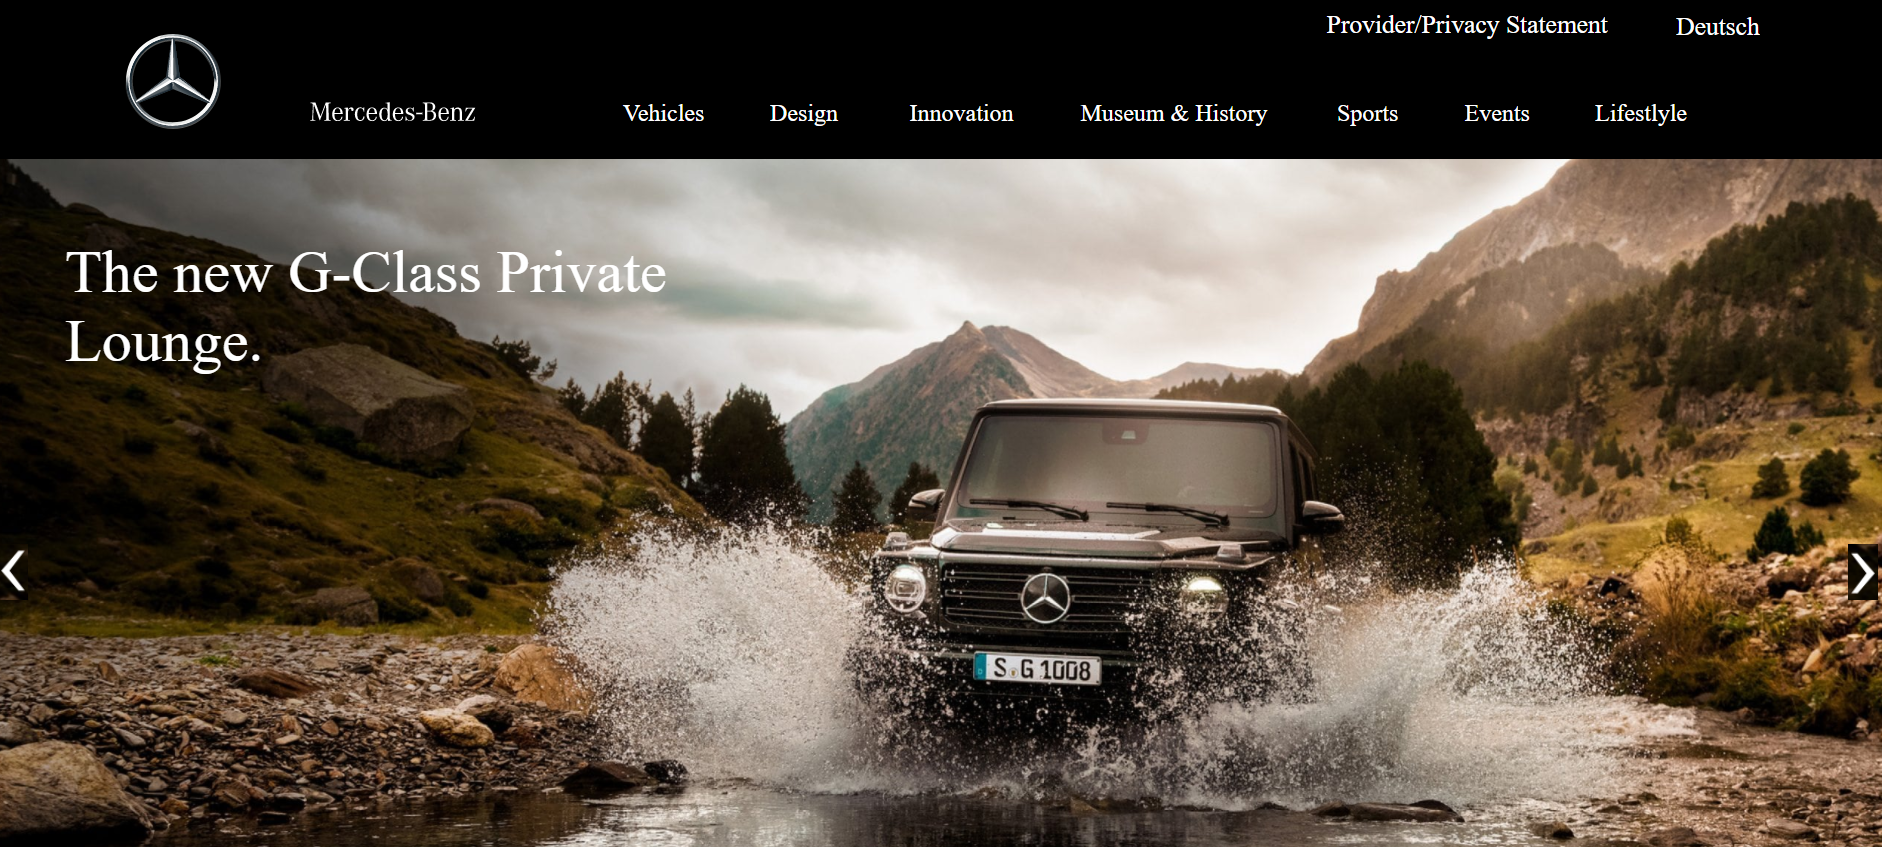 Provider/Privacy Statement Deutsch
Mercedes-Benz Vehicles Design Innovation Museum & History Sports Events Lifestlyle
The new G-Class Private
Lounge.
S G 1008